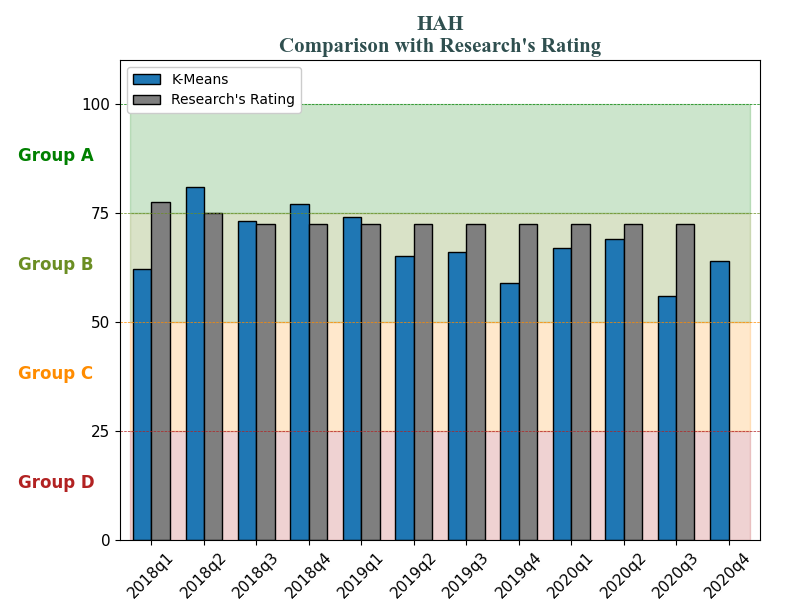 HAH
Comparison with Research's Rating
K-Means
Research's Rating
100
Group A
75
Group B
50
Group C
25
Group D
0
2018q1 2018q2 2018q3 2018q4 2019q1 2019q2 2019q3 2019q4 2020q1 2020q2 2020q3 2020q4